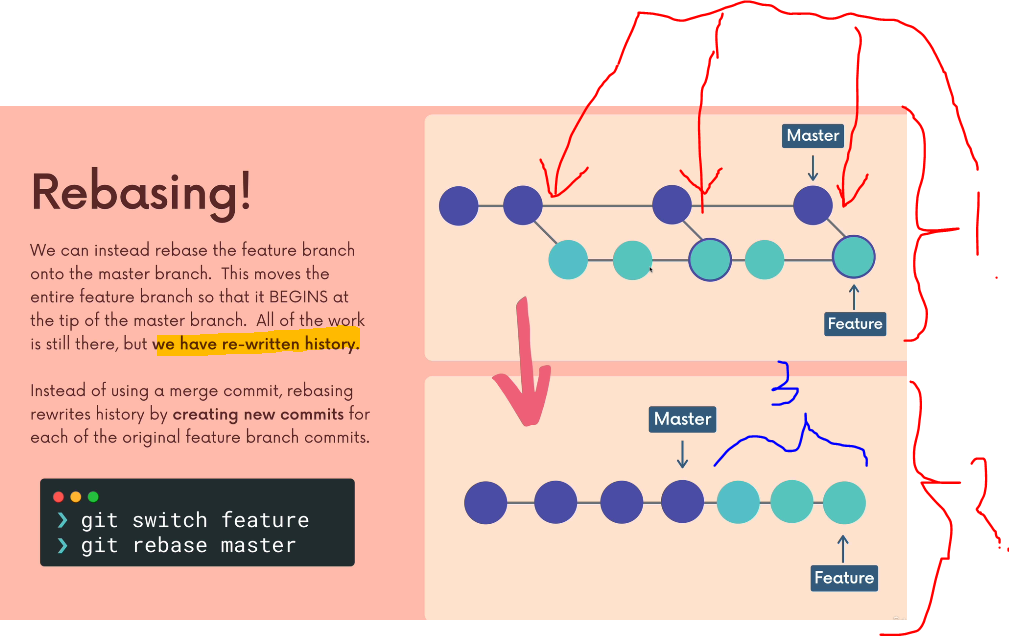 Rebasing!
We can instead rebase the feature branch
onto the master branch.  This moves the
entire feature branch so that it BEGINS at
the tip of the master branch.  All of the work
is still there, but we have re-written history.
Instead of using a merge commit, rebasing
rewrites history by creating new commits for
each of the original feature branch commits.
❯ git switch feature
❯ git rebase master
Master
Feature
1
3
Master
Feature